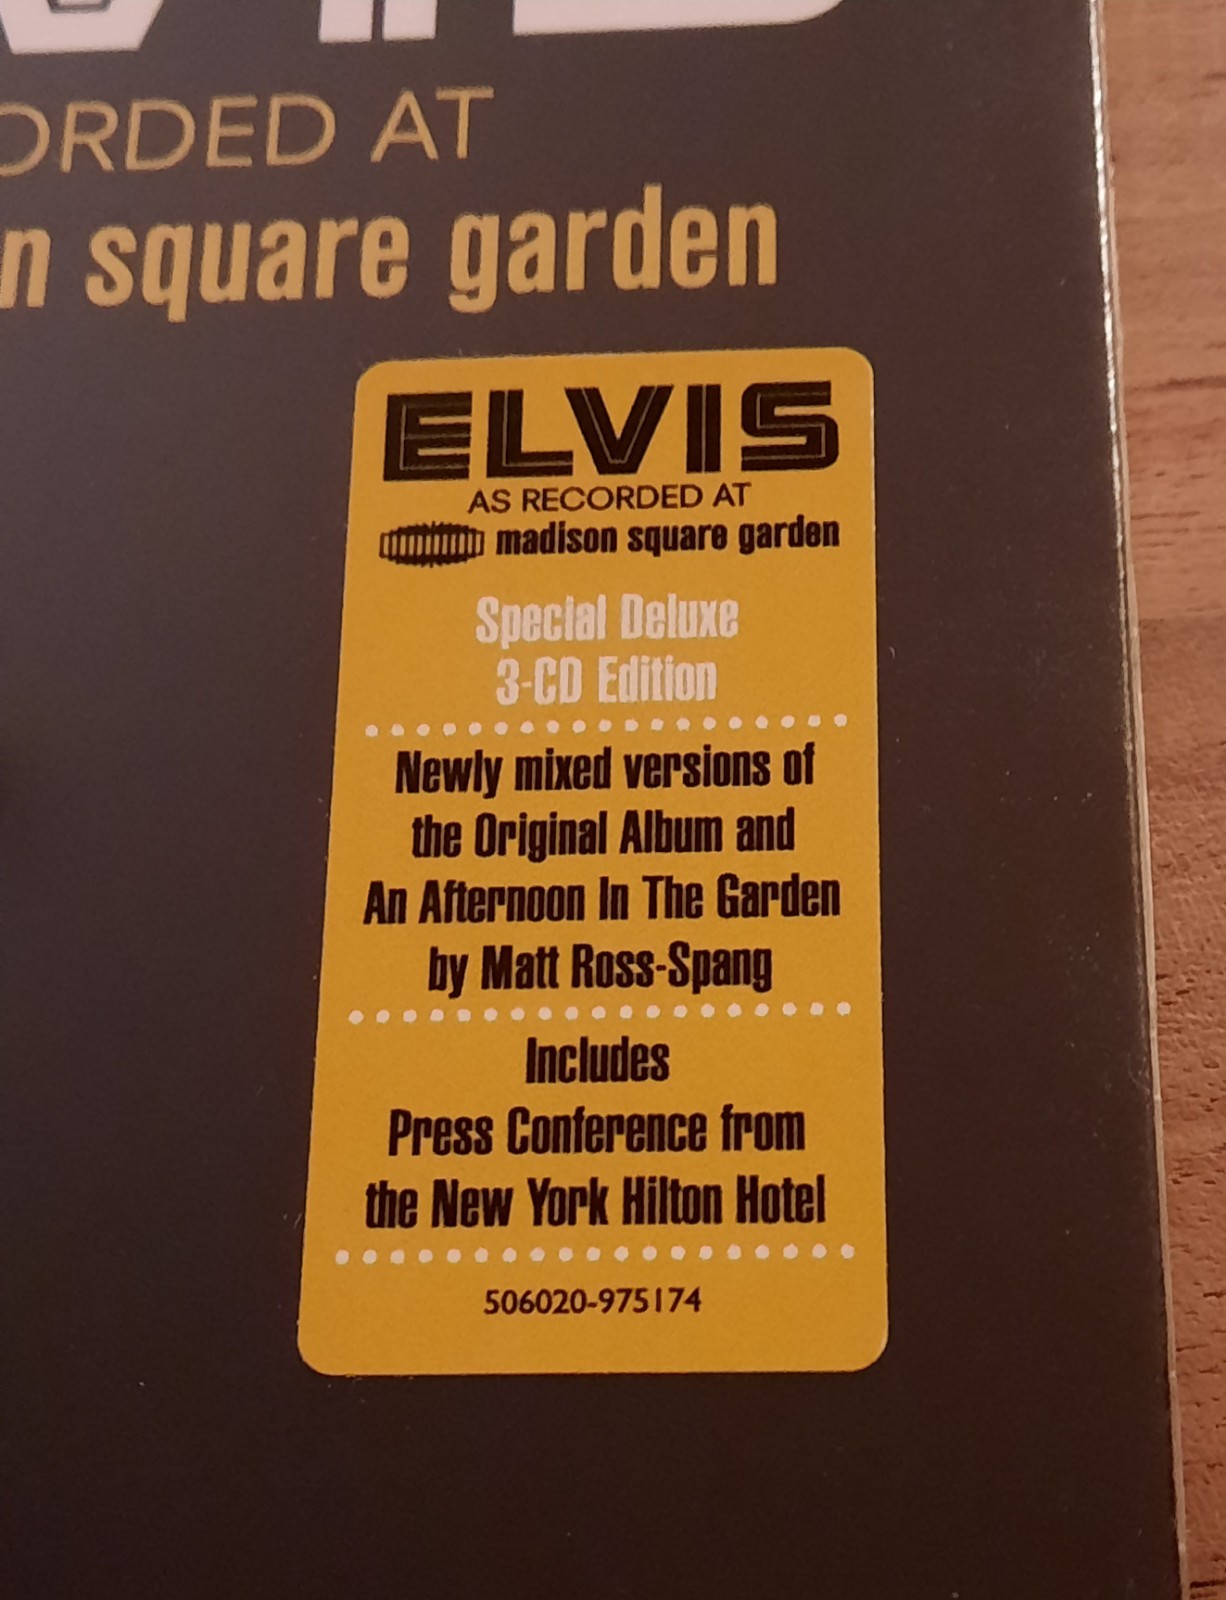 ORDED AT
n square garden
ELVIS
AS RECORDED AT
madison square garden
Special Deluxe
3-CD Edition
Newly mixed versions of
the Original Album and
An Afternoon In The Garden
by Matt Ross-Spang
Includes
Press Conference from
the New York Hilton Hotel
506020-975174